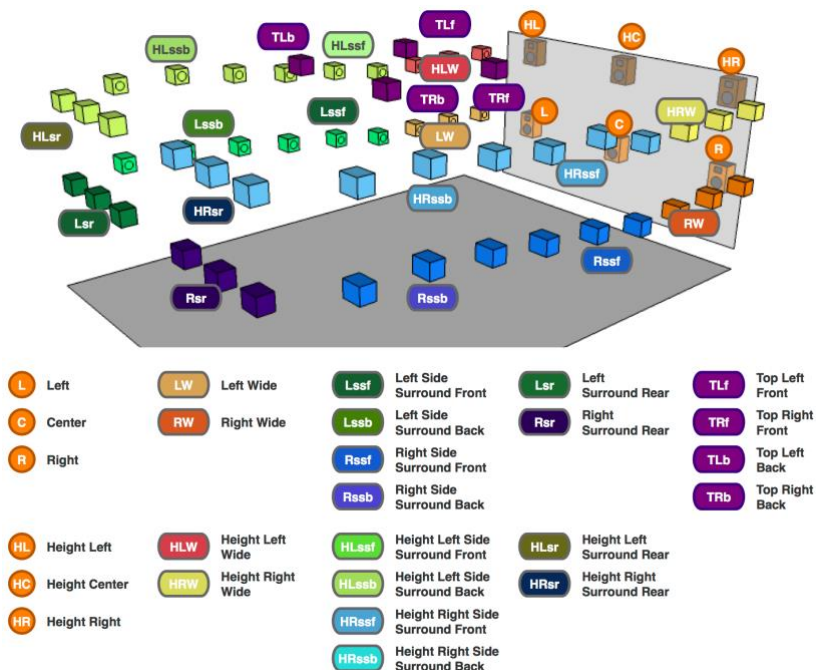 TLf
HL
HC
TLb
HLssb
HLssf
HR
HLW
TRb
TRf
L
Lssf
HRW
Lssb
C
HLsr
LW
R
HRssf
HRsr
HRssb
Lsr
RW
Rssf
Rsr
Rssb
L Left
C Center
R Right
LW Left Wide
RW Right Wide
Lssf Left Side
Surround Front
Lssb Left Side
Surround Back
Rssf Right Side
Surround Front
Rssb Right Side
Surround Back
Lsr Left
Surround Rear
Rsr Right
Surround Rear
TLf Top Left
Front
TRf Top Right
Front
TLb Top Left
Back
TRb Top Right
Back
HL Height Left
HC Height Center
HR Height Right
HLW Height Left
Wide
HRW Height Right
Wide
HLssf Height Left Side
Surround Front
HLssb Height Left Side
Surround Back
HRssf Height Right Side
Surround Front
HRssb Height Right Side
Surround Back
HLsr Height Left
Surround Rear
HRsr Height Right
Surround Rear